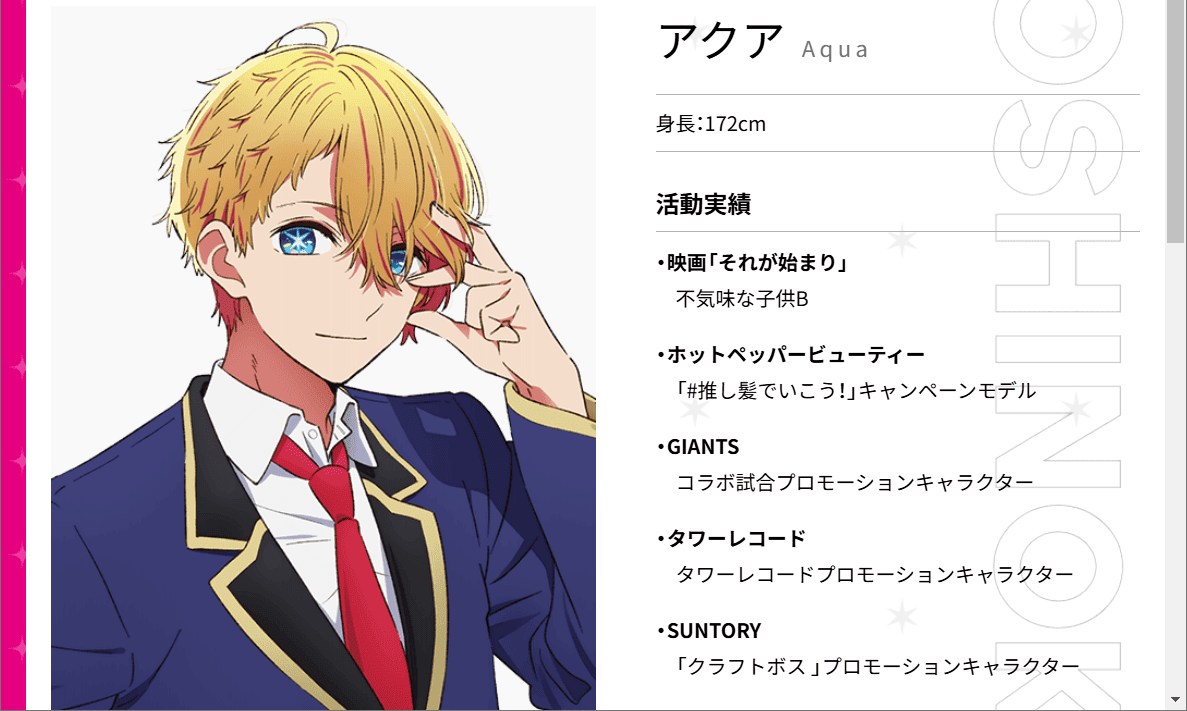 アクア Aqua
身長：172cm
活動実績
・映画「それが始まり」
不気味な子供B
・ホットペッパービューティー
「#推し髪でいこう！」キャンペーンモデル
・GIANTS
コラボ試合プロモーションキャラクター
・タワーレコード
タワーレコードプロモーションキャラクター
・SUNTORY
「クラフトボス 」プロモーションキャラクター
OSHINOK